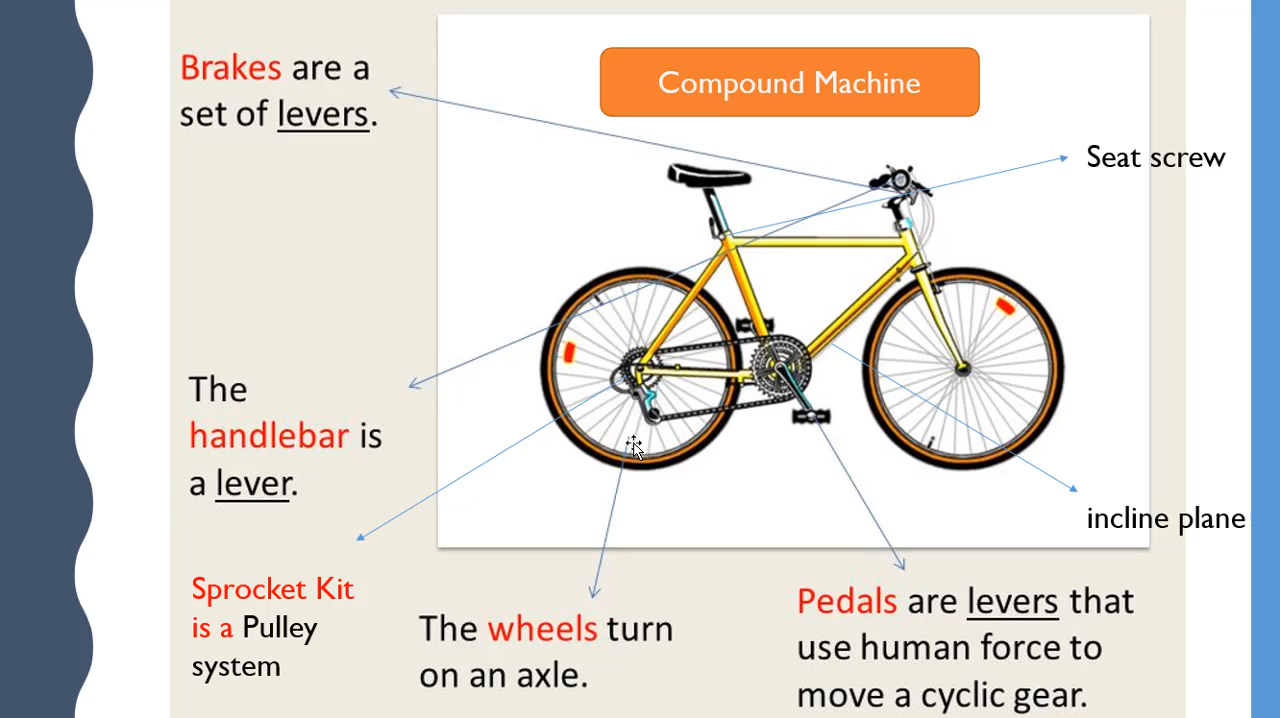 Brakes are a
set of levers.
Compound Machine
Seat screw
The
handlebar is
a lever.
incline plane
Sprocket Kit
is a Pulley
system
The wheels turn
on an axle.
Pedals are levers that
use human force to
move a cyclic gear.